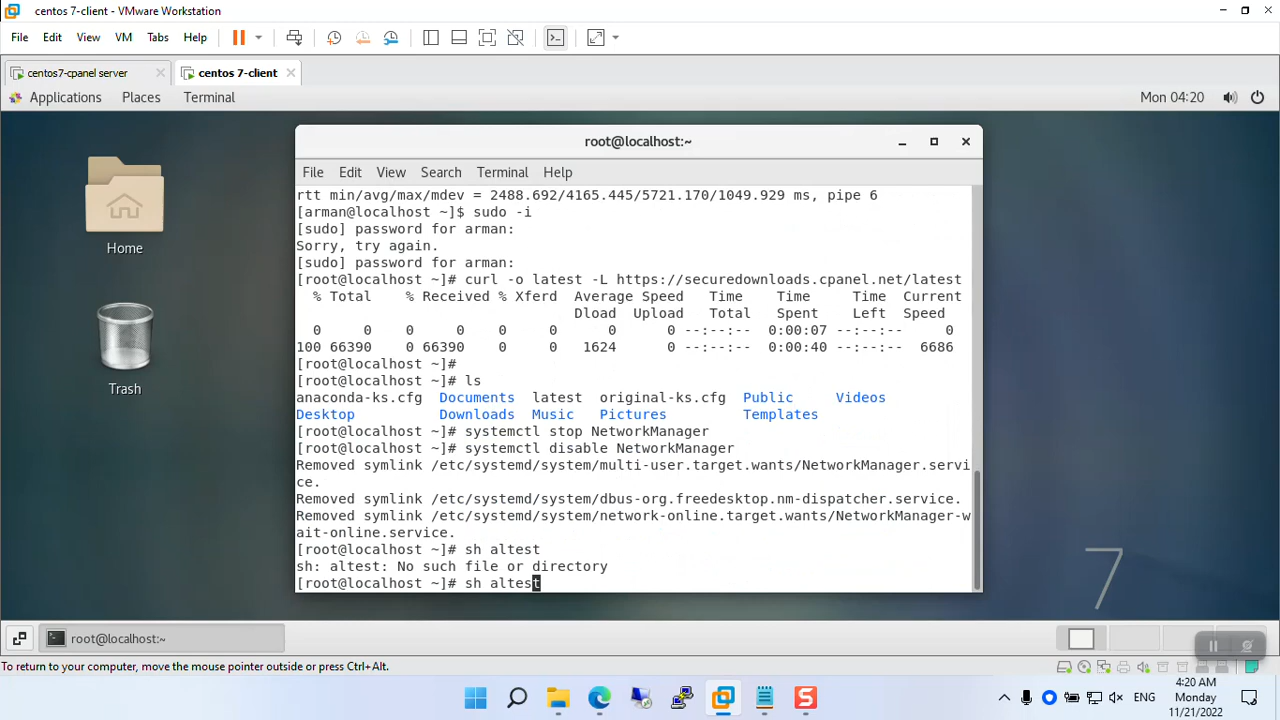 centos 7-client - VMware Workstation
File Edit View VM Tabs Help
centos7-cpanel server centos 7-client
Applications Places Terminal Mon 04:20
root@localhost:~
File Edit View Search Terminal Help
rtt min/avg/max/mdev = 2488.692/4165.445/5721.170/1049.929 ms, pipe 6
[arman@localhost ~]$ sudo -i
[sudo] password for arman:
Sorry, try again.
[sudo] password for arman:
[root@localhost ~]# curl -o latest -L https://securedownloads.cpanel.net/latest
% Total % Received % Xferd Average Speed Time Time Time Current
Dload Upload Total Spent Left Speed
0 0 0 0 0 0 0 0 --:--:-- 0:00:07 --:--:-- 0
100 66390 0 66390 0 0 1624 0 --:--:-- 0:00:40 --:--:-- 6686
[root@localhost ~]#
[root@localhost ~]# ls
anaconda-ks.cfg Documents latest original-ks.cfg Public Videos
Desktop Downloads Music Pictures Templates
[root@localhost ~]# systemctl stop NetworkManager
[root@localhost ~]# systemctl disable NetworkManager
Removed symlink /etc/systemd/system/multi-user.target.wants/NetworkManager.servi
ce.
Removed symlink /etc/systemd/system/dbus-org.freedesktop.nm-dispatcher.service.
Removed symlink /etc/systemd/system/network-online.target.wants/NetworkManager-w
ait-online.service.
[root@localhost ~]# sh altest
sh: altest: No such file or directory
[root@localhost ~]# sh altest
Home
Trash
7
root@localhost:~
To return to your computer, move the mouse pointer outside or press Ctrl+Alt.
S
ENG
4:20 AM
Monday
11/21/2022